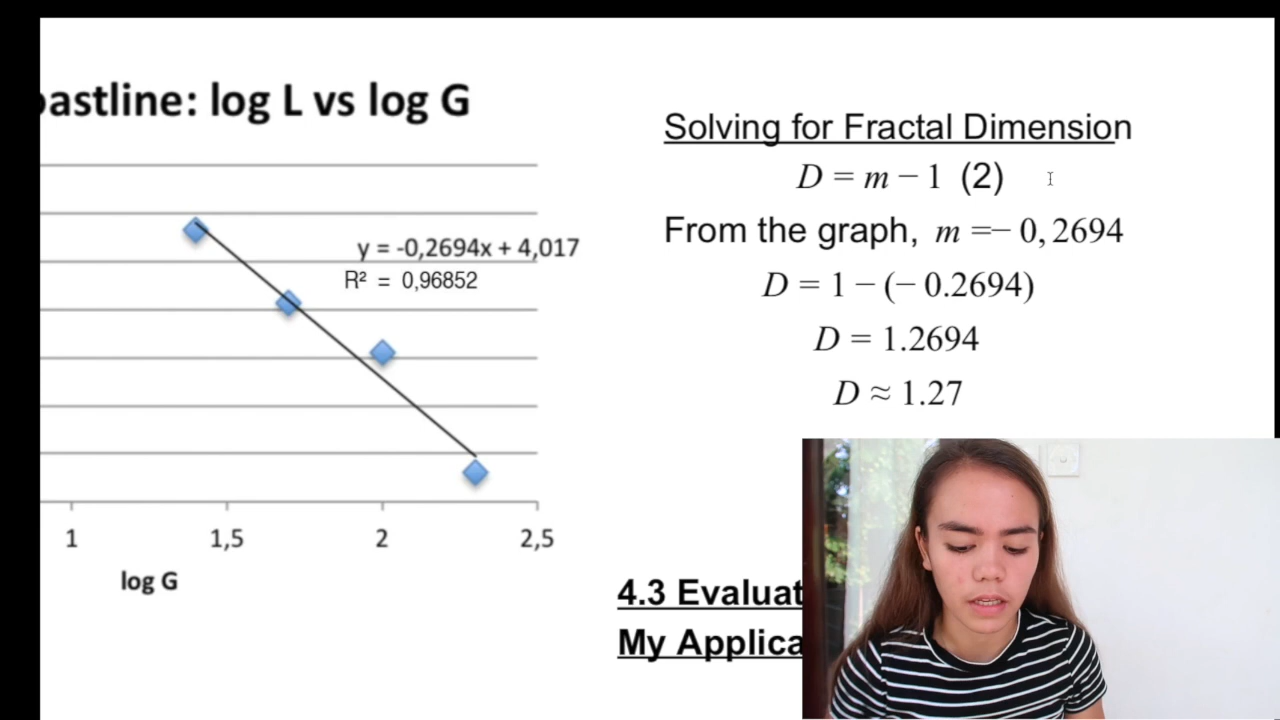 oastline: log L vs log G
y = -0,2694x + 4,017
R² = 0,96852
1 1,5 2 2,5
log G
Solving for Fractal Dimension
D = m − 1 (2)
From the graph, m =− 0, 2694
D = 1 − (− 0.2694)
D = 1.2694
D ≈ 1.27
4.3 Evaluat
My Applica